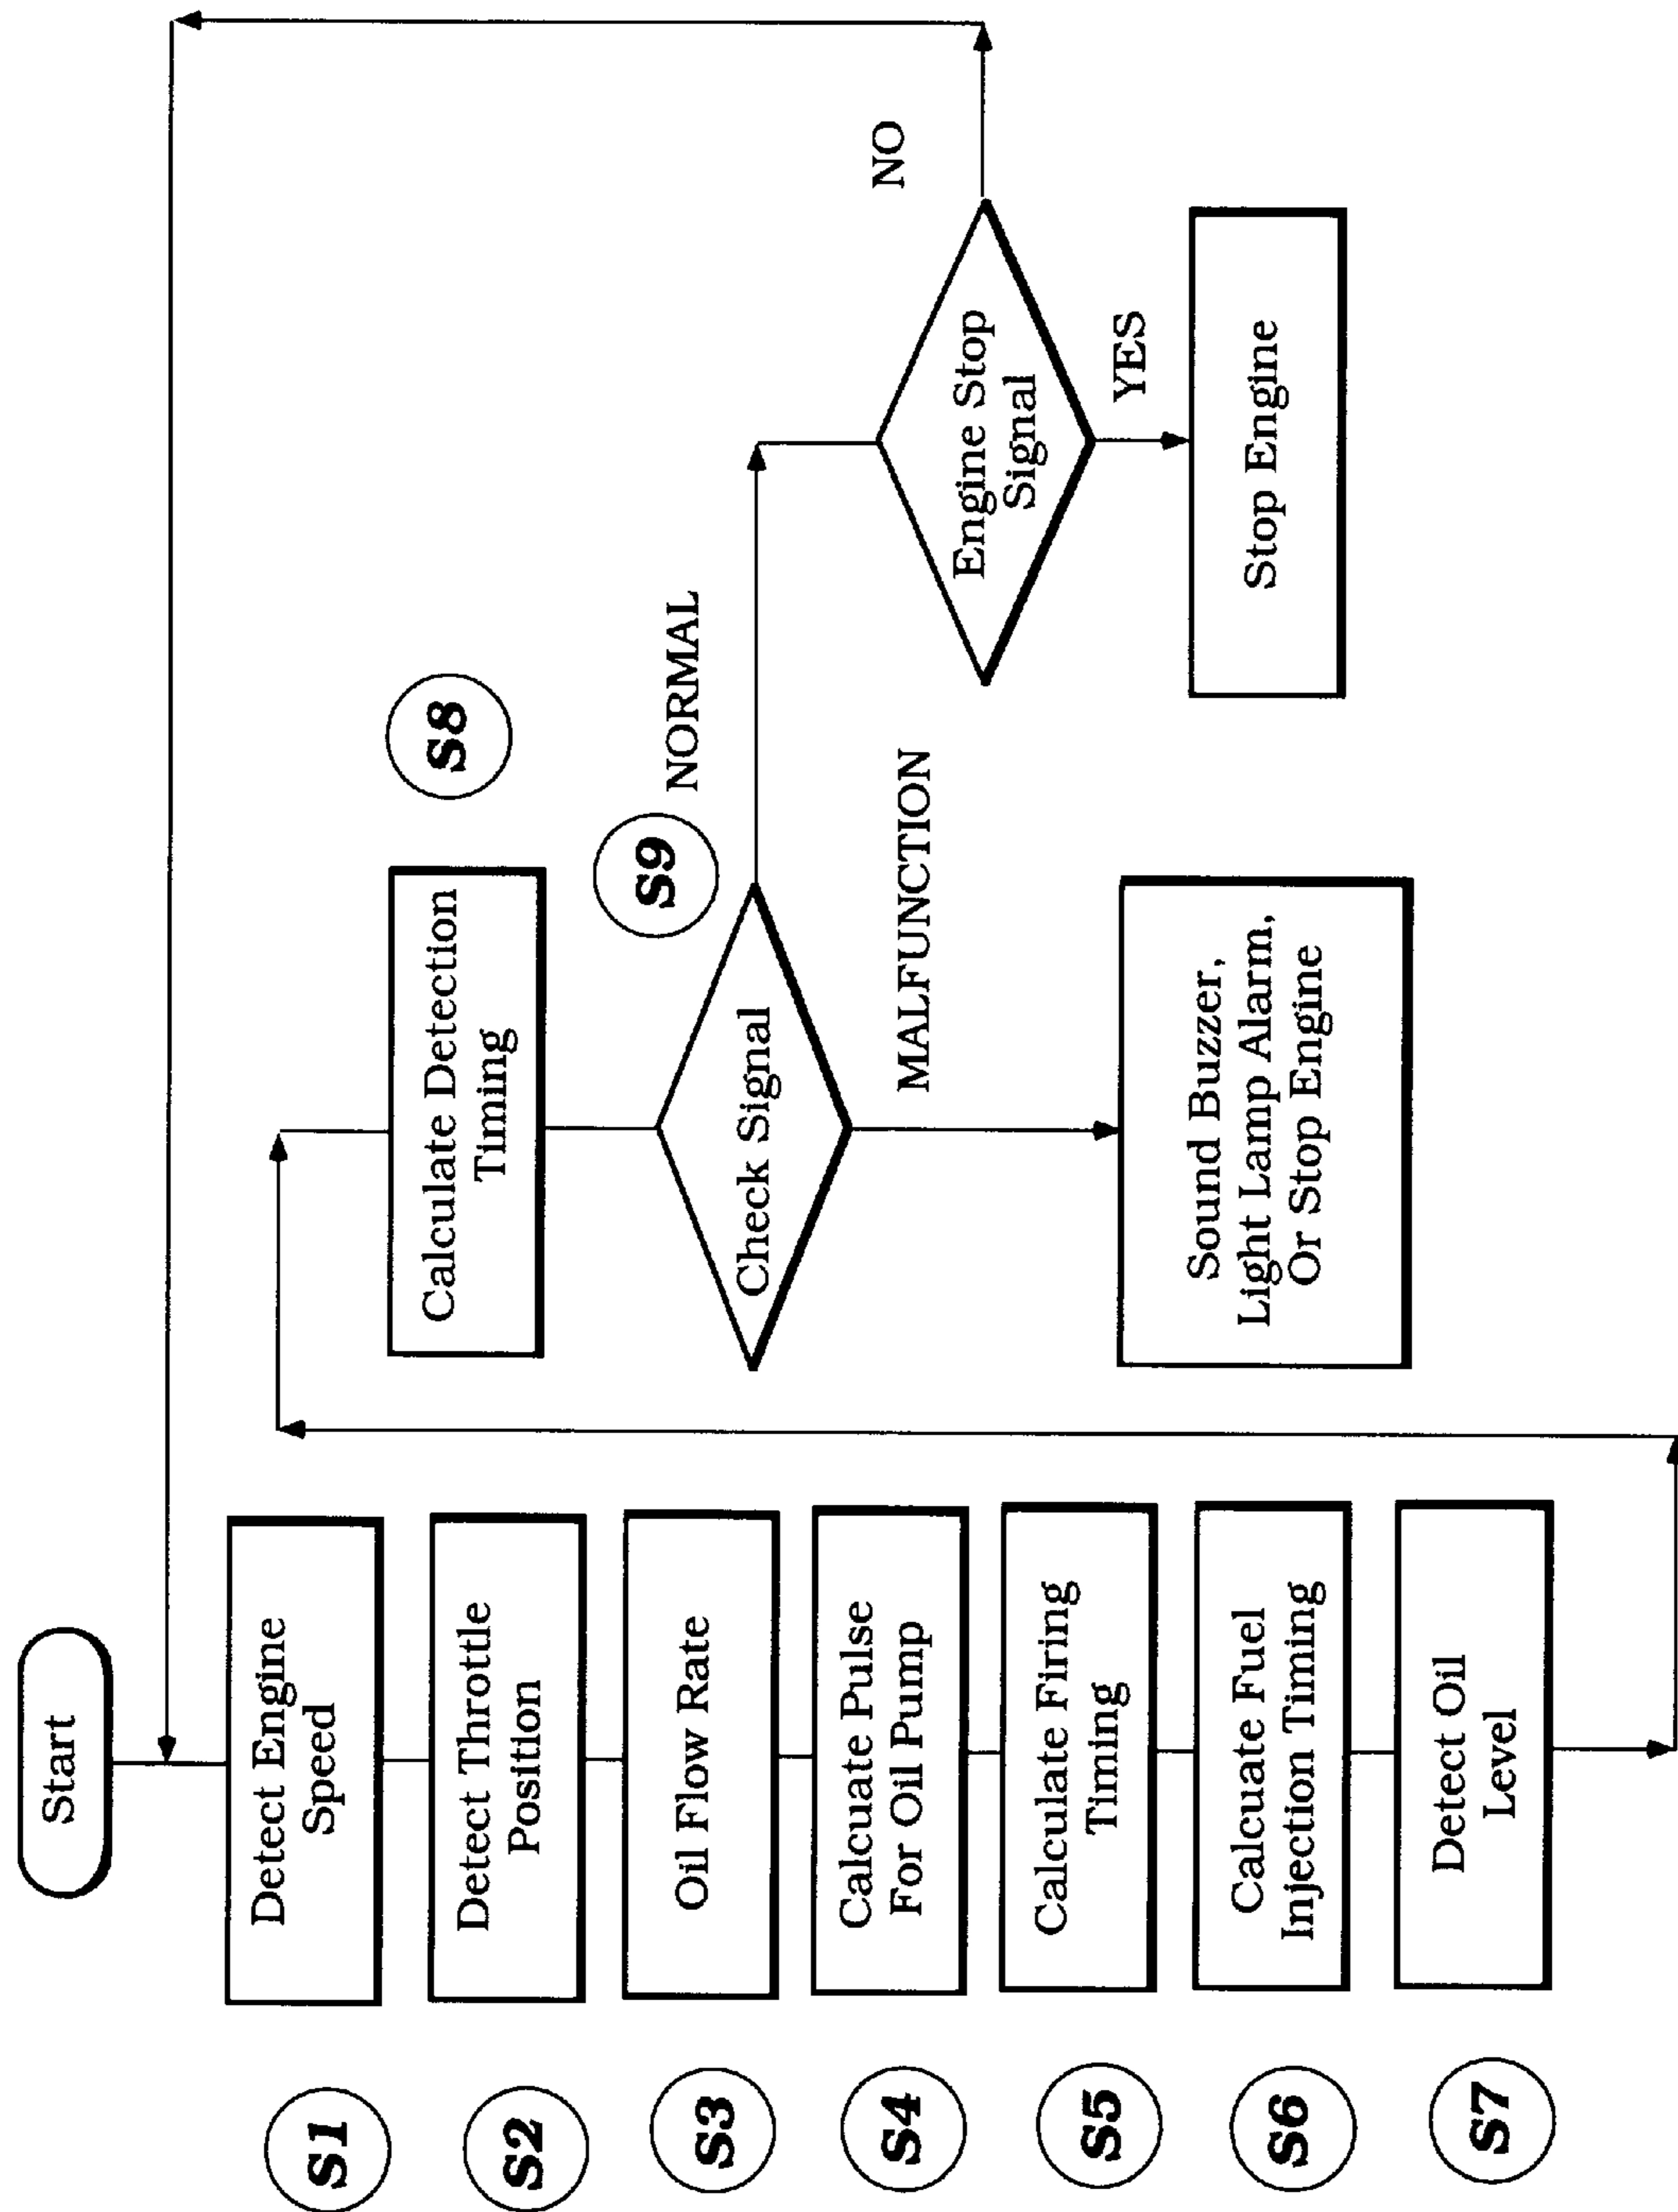 Start
S1
Detect Engine
Speed
S2
Detect Throttle
Position
S3
Oil Flow Rate
S4
Calcuate Pulse
For Oil Pump
S5
Calculate Firing
Timing
S6
Calcuate Fuel
Injection Timing
S7
Detect Oil
Level
Calculate Detection
Timing
S8
Check Signal
S9
NORMAL
MALFUNCTION
Sound Buzzer,
Light Lamp Alarm,
Or Stop Engine
Engine Stop
Signal
NO
YES
Stop Engine